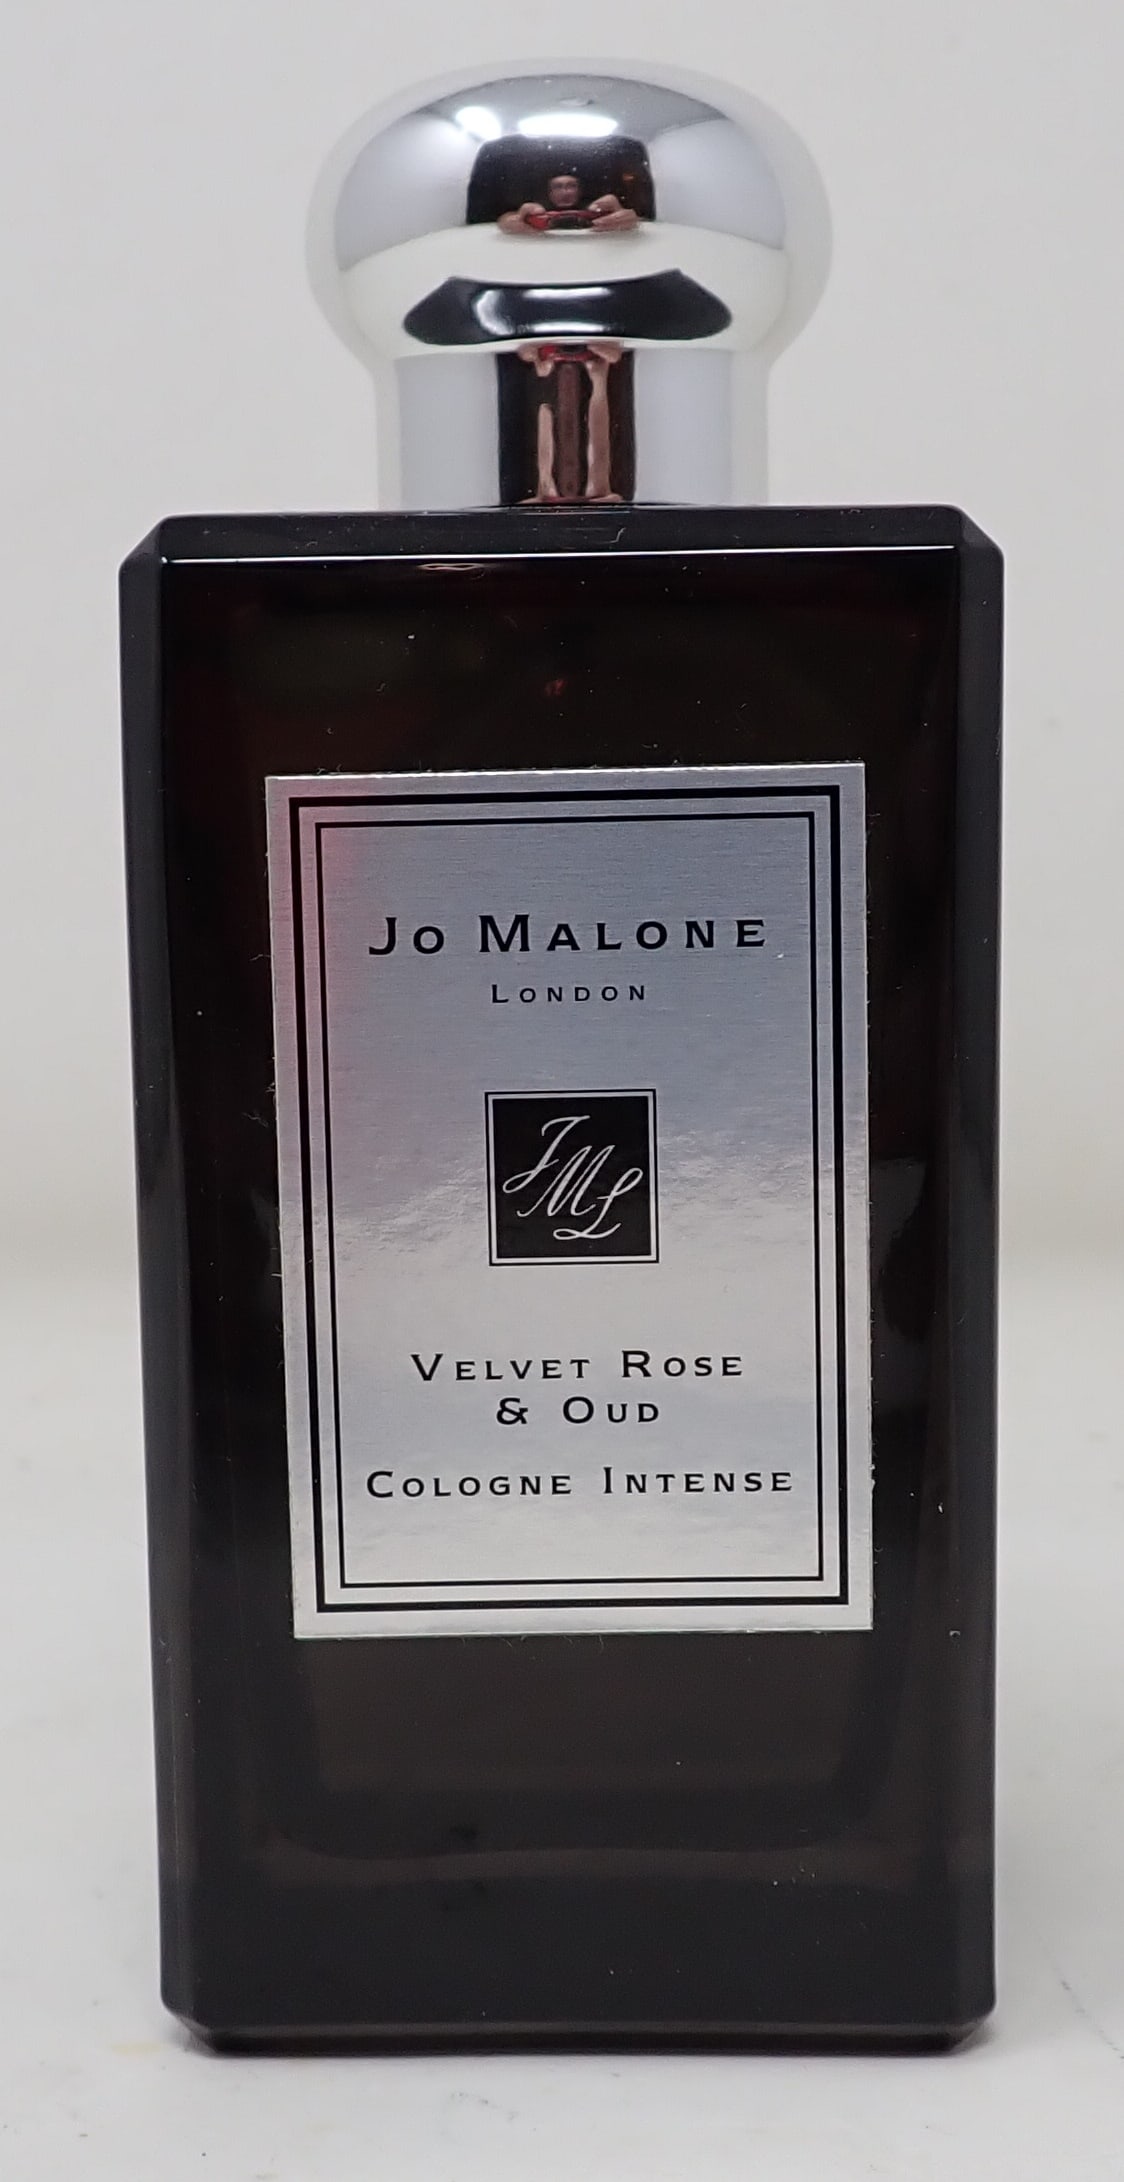 Jo Malone
London
JML
Velvet Rose
& Oud
Cologne Intense